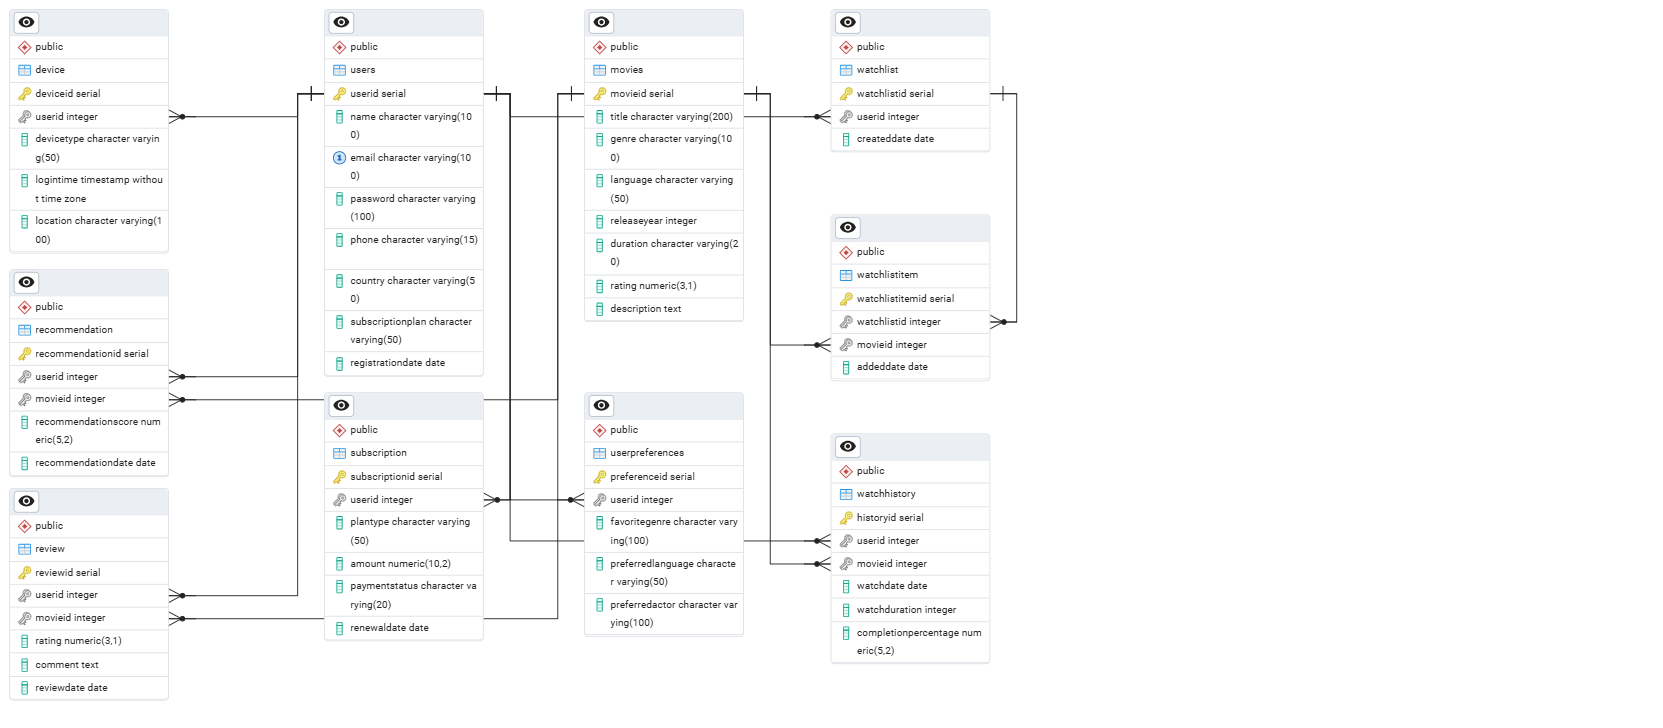 public
device
deviceid serial
userid integer
devicetype character varyin
g(50)
logintime timestamp withou
t time zone
location character varying(1
00)
public
recommendation
recommendationid serial
userid integer
movieid integer
recommendationscore num
eric(5,2)
recommendationdate date
public
review
reviewid serial
userid integer
movieid integer
rating numeric(3,1)
comment text
reviewdate date
public
users
userid serial
name character varying(10
0)
1
email character varying(10
0)
password character varying
(100)
phone character varying(15)
country character varying(5
0)
subscriptionplan character
varying(50)
registrationdate date
public
subscription
subscriptionid serial
userid integer
plantype character varying
(50)
amount numeric(10,2)
paymentstatus character va
rying(20)
renewaldate date
public
movies
movieid serial
title character varying(200)
genre character varying(10
0)
language character varying
(50)
releaseyear integer
duration character varying(2
0)
rating numeric(3,1)
description text
public
userpreferences
preferenceid serial
userid integer
favoritegenre character vary
ing(100)
preferredlanguage characte
r varying(50)
preferredactor character var
ying(100)
public
watchlist
watchlistid serial
userid integer
createddate date
public
watchlistitem
watchlistitemid serial
watchlistid integer
movieid integer
addeddate date
public
watchhistory
historyid serial
userid integer
movieid integer
watchdate date
watchduration integer
completionpercentage num
eric(5,2)